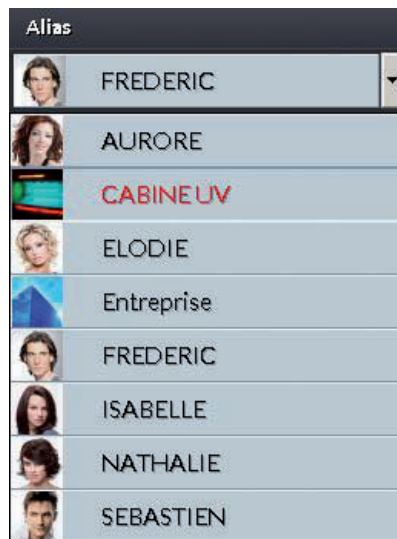 Alias
FREDERIC
AURORE
CABINE UV
ELODIE
Entreprise
FREDERIC
ISABELLE
NATHALIE
SEBASTIEN